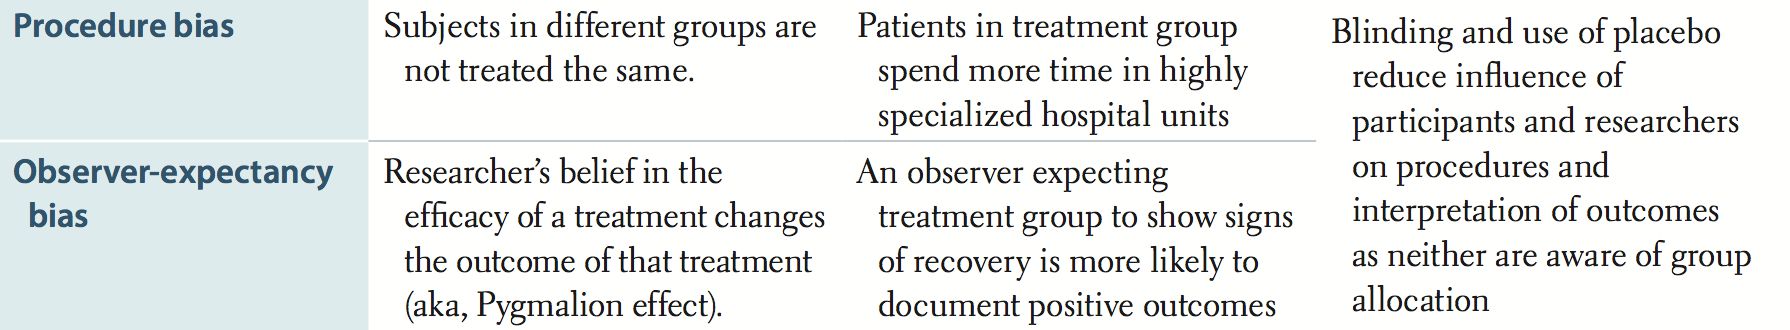 Procedure bias
Subjects in different groups are
not treated the same.
Patients in treatment group
spend more time in highly
specialized hospital units
Observer-expectancy
bias
Researcher’s belief in the
efficacy of a treatment changes
the outcome of that treatment
(aka, Pygmalion effect).
An observer expecting
treatment group to show signs
of recovery is more likely to
document positive outcomes
Blinding and use of placebo
reduce influence of
participants and researchers
on procedures and
interpretation of outcomes
as neither are aware of group
allocation